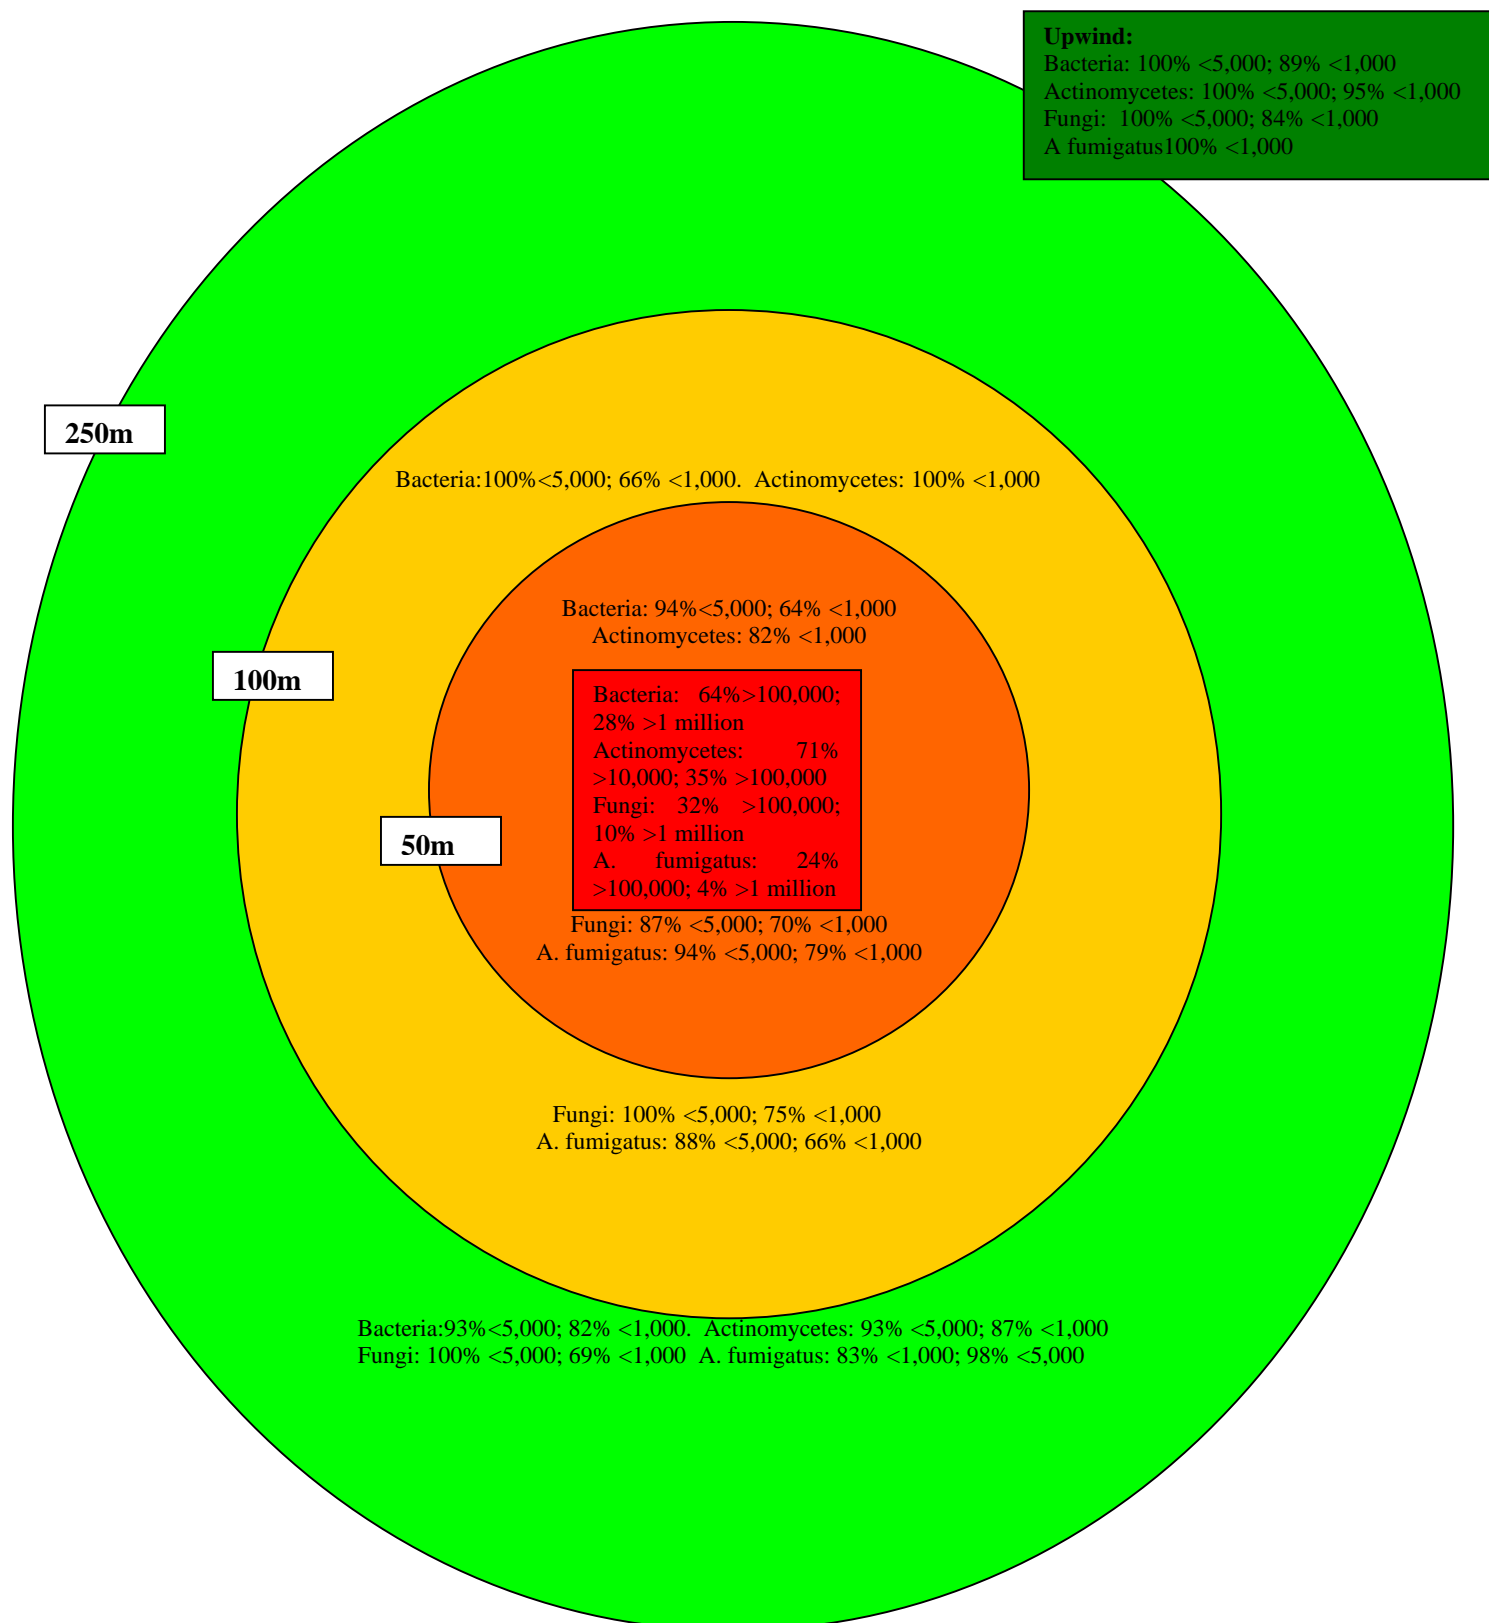 Upwind:
Bacteria: 100% <5,000; 89% <1,000
Actinomycetes: 100% <5,000; 95% <1,000
Fungi: 100% <5,000; 84% <1,000
A fumigatus100% <1,000
250m
Bacteria:100%<5,000; 66% <1,000. Actinomycetes: 100% <1,000
Bacteria: 94%<5,000; 64% <1,000
Actinomycetes: 82% <1,000
100m
Bacteria: 64%>100,000;
28% >1 million
Actinomycetes: 71%
>10,000; 35% >100,000
Fungi: 32% >100,000;
10% >1 million
A. fumigatus: 24%
>100,000; 4% >1 million
50m
Fungi: 87% <5,000; 70% <1,000
A. fumigatus: 94% <5,000; 79% <1,000
Fungi: 100% <5,000; 75% <1,000
A. fumigatus: 88% <5,000; 66% <1,000
Bacteria:93%<5,000; 82% <1,000. Actinomycetes: 93% <5,000; 87% <1,000
Fungi: 100% <5,000; 69% <1,000 A. fumigatus: 83% <1,000; 98% <5,000